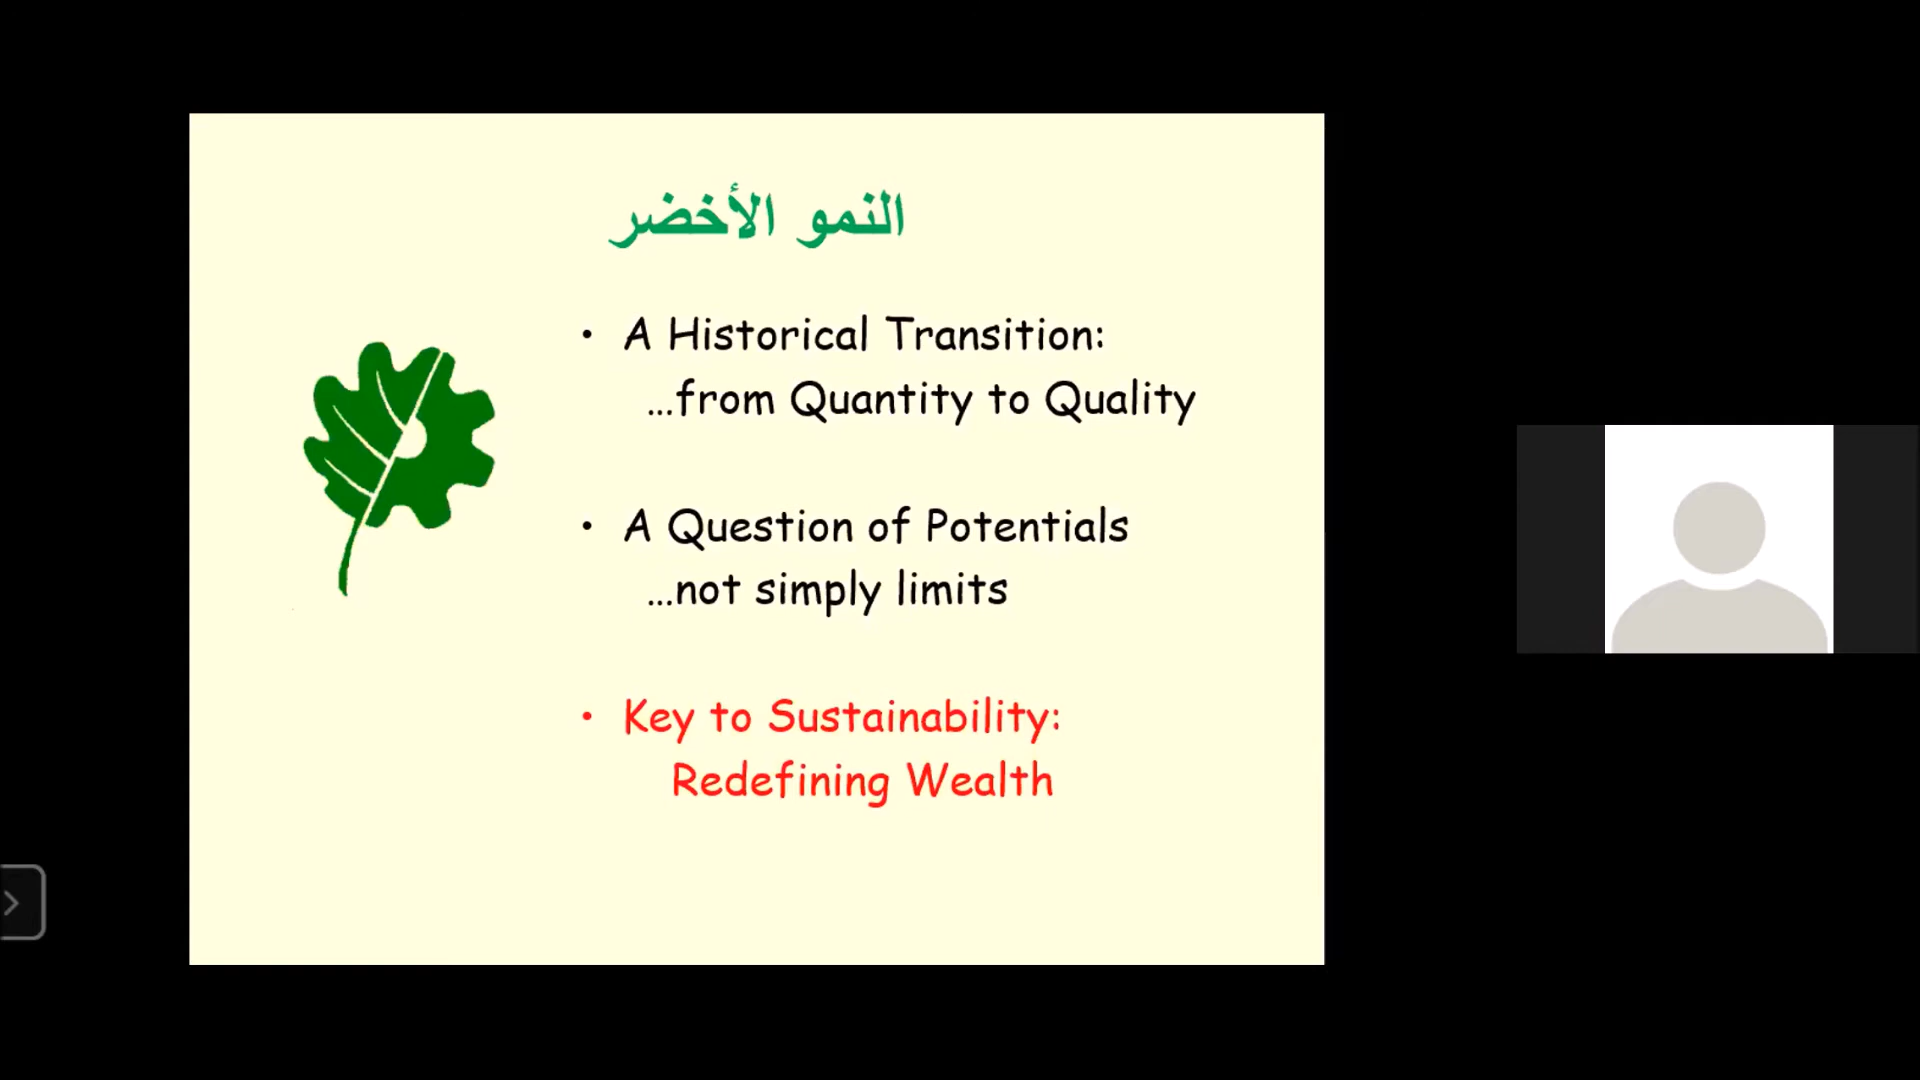 النمو الأخضر
• A Historical Transition:
...from Quantity to Quality
• A Question of Potentials
...not simply limits
• Key to Sustainability:
Redefining Wealth